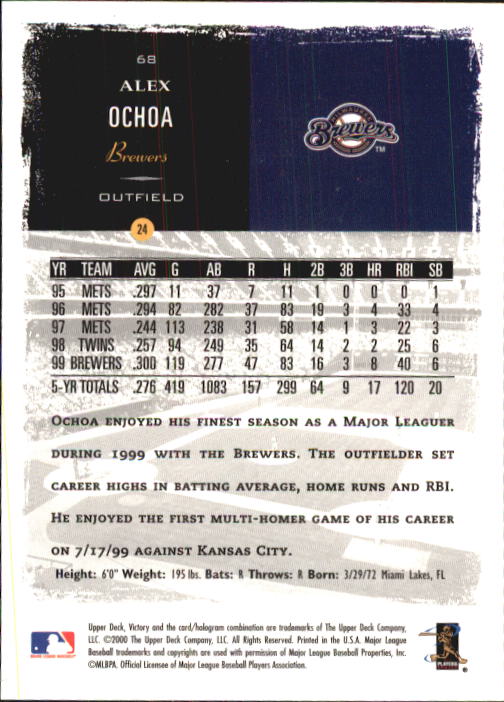 68
ALEX
OCHOA
Brewers
OUTFIELD
MILWAUKEE
Brewers
TM
24
YR TEAM AVG G AB R H 2B 3B HR RBI SB
95 METS .297 11 37 7 11 1 0 0 0 1
96 METS .294 82 282 37 83 19 3 4 33 4
97 METS .244 113 238 31 58 14 1 3 22 3
98 TWINS .257 94 249 35 64 14 2 2 25 6
99 BREWERS .300 119 277 47 83 16 3 8 40 6
5-YR TOTALS .276 419 1083 157 299 64 9 17 120 20
OCHOA ENJOYED HIS FINEST SEASON AS A MAJOR LEAGUER
DURING 1999 WITH THE BREWERS. THE OUTFIELDER SET
CAREER HIGHS IN BATTING AVERAGE, HOME RUNS AND RBI.
HE ENJOYED THE FIRST MULTI-HOMER GAME OF HIS CAREER
ON 7/17/99 AGAINST KANSAS CITY.
Height: 6'0" Weight: 195 lbs. Bats: R Throws: R Born: 3/29/72 Miami Lakes, FL
Upper Deck, Victory and the card/hologram combination are trademarks of The Upper Deck Company,
LLC. ©2000 The Upper Deck Company, LLC. All Rights Reserved. Printed in the U.S.A. Major League
Baseball trademarks and copyrights are used with permission of Major League Baseball Properties, Inc.
©MLBPA. Official Licensee of Major League Baseball Players Association.
PLAYERS
®